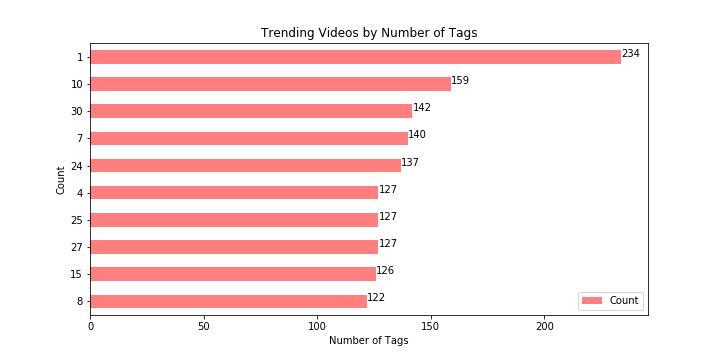 Trending Videos by Number of Tags
Count
1 234
10 159
30 142
7 140
24 137
4 127
25 127
27 127
15 126
8 122
Count
0 50 100 150 200
Number of Tags